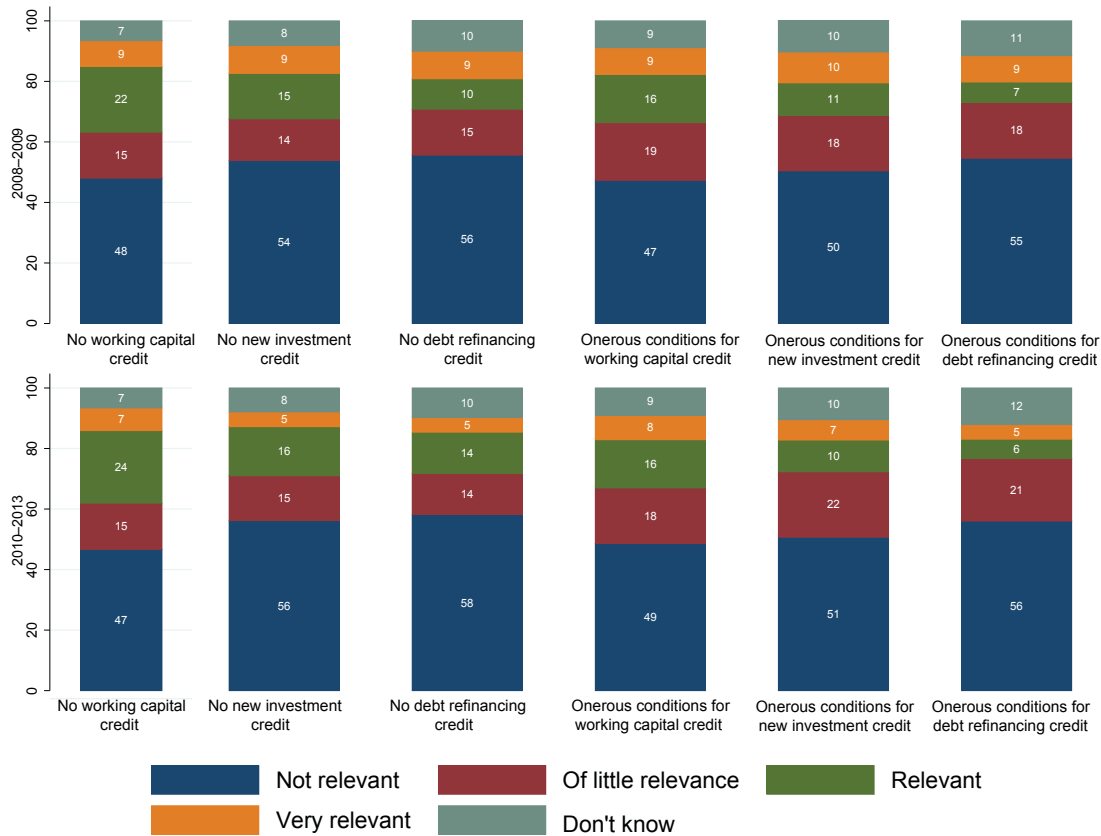 100
80
60
40
20
0
2008–2009
7 8 10 9 10 11
9 9 9 9 10 9
22 15 10 16 11 7
15 14 15 19 18 18
48 54 56 47 50 55
No working capital No new investment No debt refinancing Onerous conditions for Onerous conditions for Onerous conditions for
credit credit credit working capital credit new investment credit debt refinancing credit
100
80
60
40
20
0
2010–2013
7 8 10 9 10 12
7 5 5 8 7 5
24 16 14 16 10 6
15 15 14 18 22 21
47 56 58 49 51 56
No working capital No new investment No debt refinancing Onerous conditions for Onerous conditions for Onerous conditions for
credit credit credit working capital credit new investment credit debt refinancing credit
Not relevant Of little relevance Relevant
Very relevant Don't know